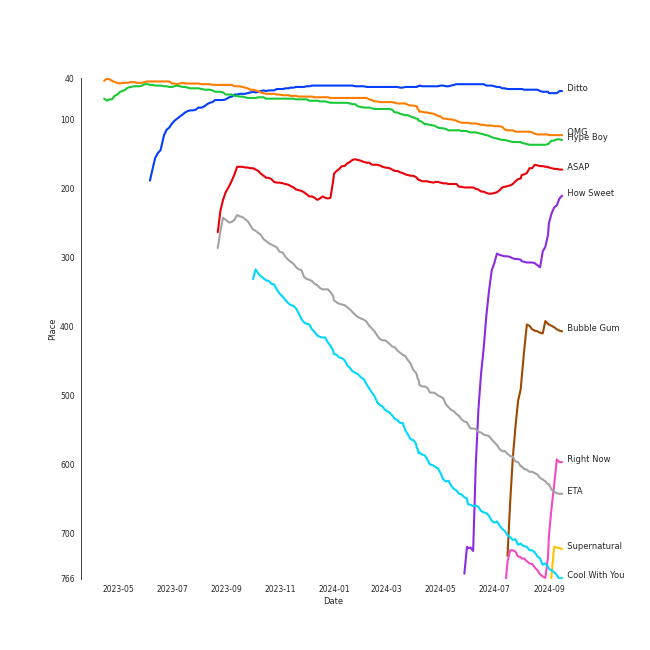 40
100
200
300
400
500
600
700
766
Place
2023-05
2023-07
2023-09
2023-11
2024-01
2024-03
2024-05
2024-07
2024-09
Date
Ditto
OMG
Hype Boy
ASAP
How Sweet
Bubble Gum
Right Now
ETA
Supernatural
Cool With You